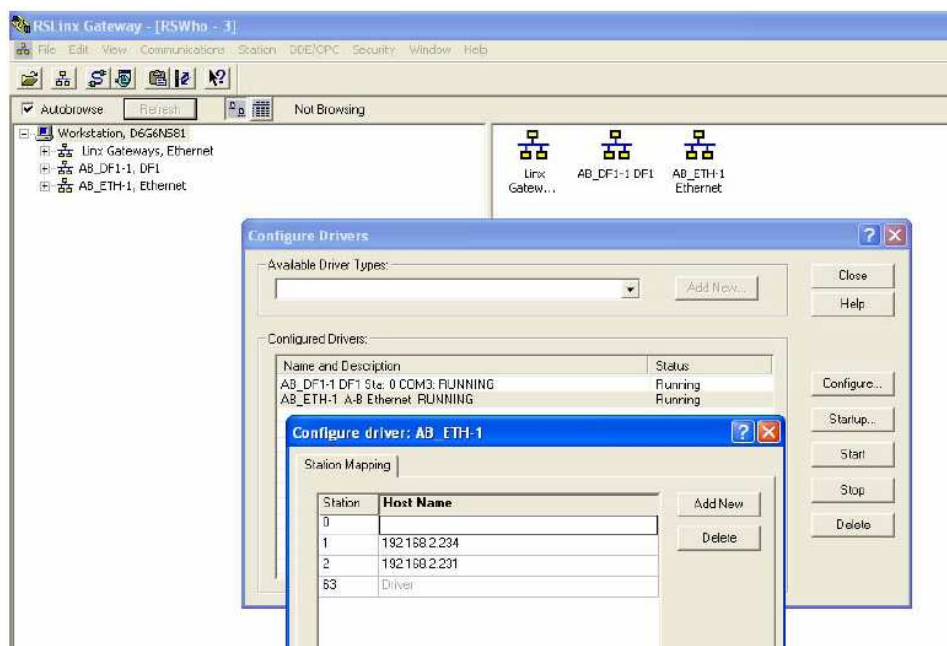 RSLinx Gateway - [RSWho - 3]
File Edit View Communications Station DDE/OPC Security Window Help
Autobrowse Refresh Not Browsing
Workstation, D6G6N581
Linx Gateways, Ethernet
AB_DF1-1, DF1
AB_ETH-1, Ethernet
Linx Gatew...
AB_DF1-1 DF1
AB_ETH-1 Ethernet
Configure Drivers
Available Driver Types:
Add New...
Close
Help
Configured Drivers:
Name and Description Status
AB_DF1-1 DF1 Sta: 0 COM3: RUNNING Running
AB_ETH-1 A-B Ethernet RUNNING Running
Configure...
Startup...
Start
Stop
Delete
Configure driver: AB_ETH-1
Station Mapping
Station Host Name
0
1 192.168.2.234
2 192.168.2.231
63 Driver
Add New
Delete